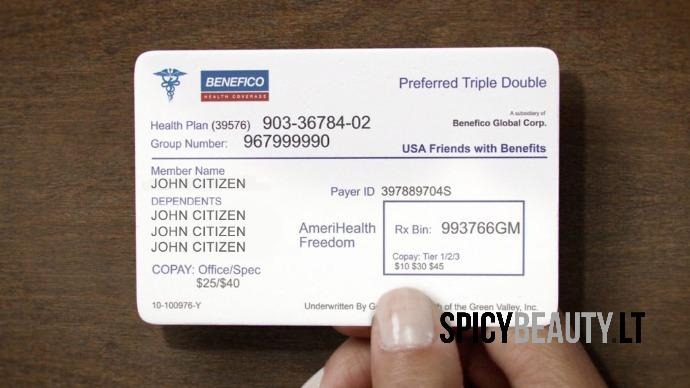 BENEFICO
HEALTH COVERAGE
Preferred Triple Double
A subsidiary of
Benefico Global Corp.
Health Plan (39576) 903-36784-02
Group Number: 967999990
USA Friends with Benefits
Member Name
JOHN CITIZEN
DEPENDENTS
JOHN CITIZEN
JOHN CITIZEN
JOHN CITIZEN
Payer ID 397889704S
AmeriHealth
Freedom
Rx Bin: 993766GM
Copay: Tier 1/2/3
$10 $30 $45
COPAY: Office/Spec
$25/$40
10-100976-Y
Underwritten By of the Green Valley, Inc.
SPICYBEAUTY.LT